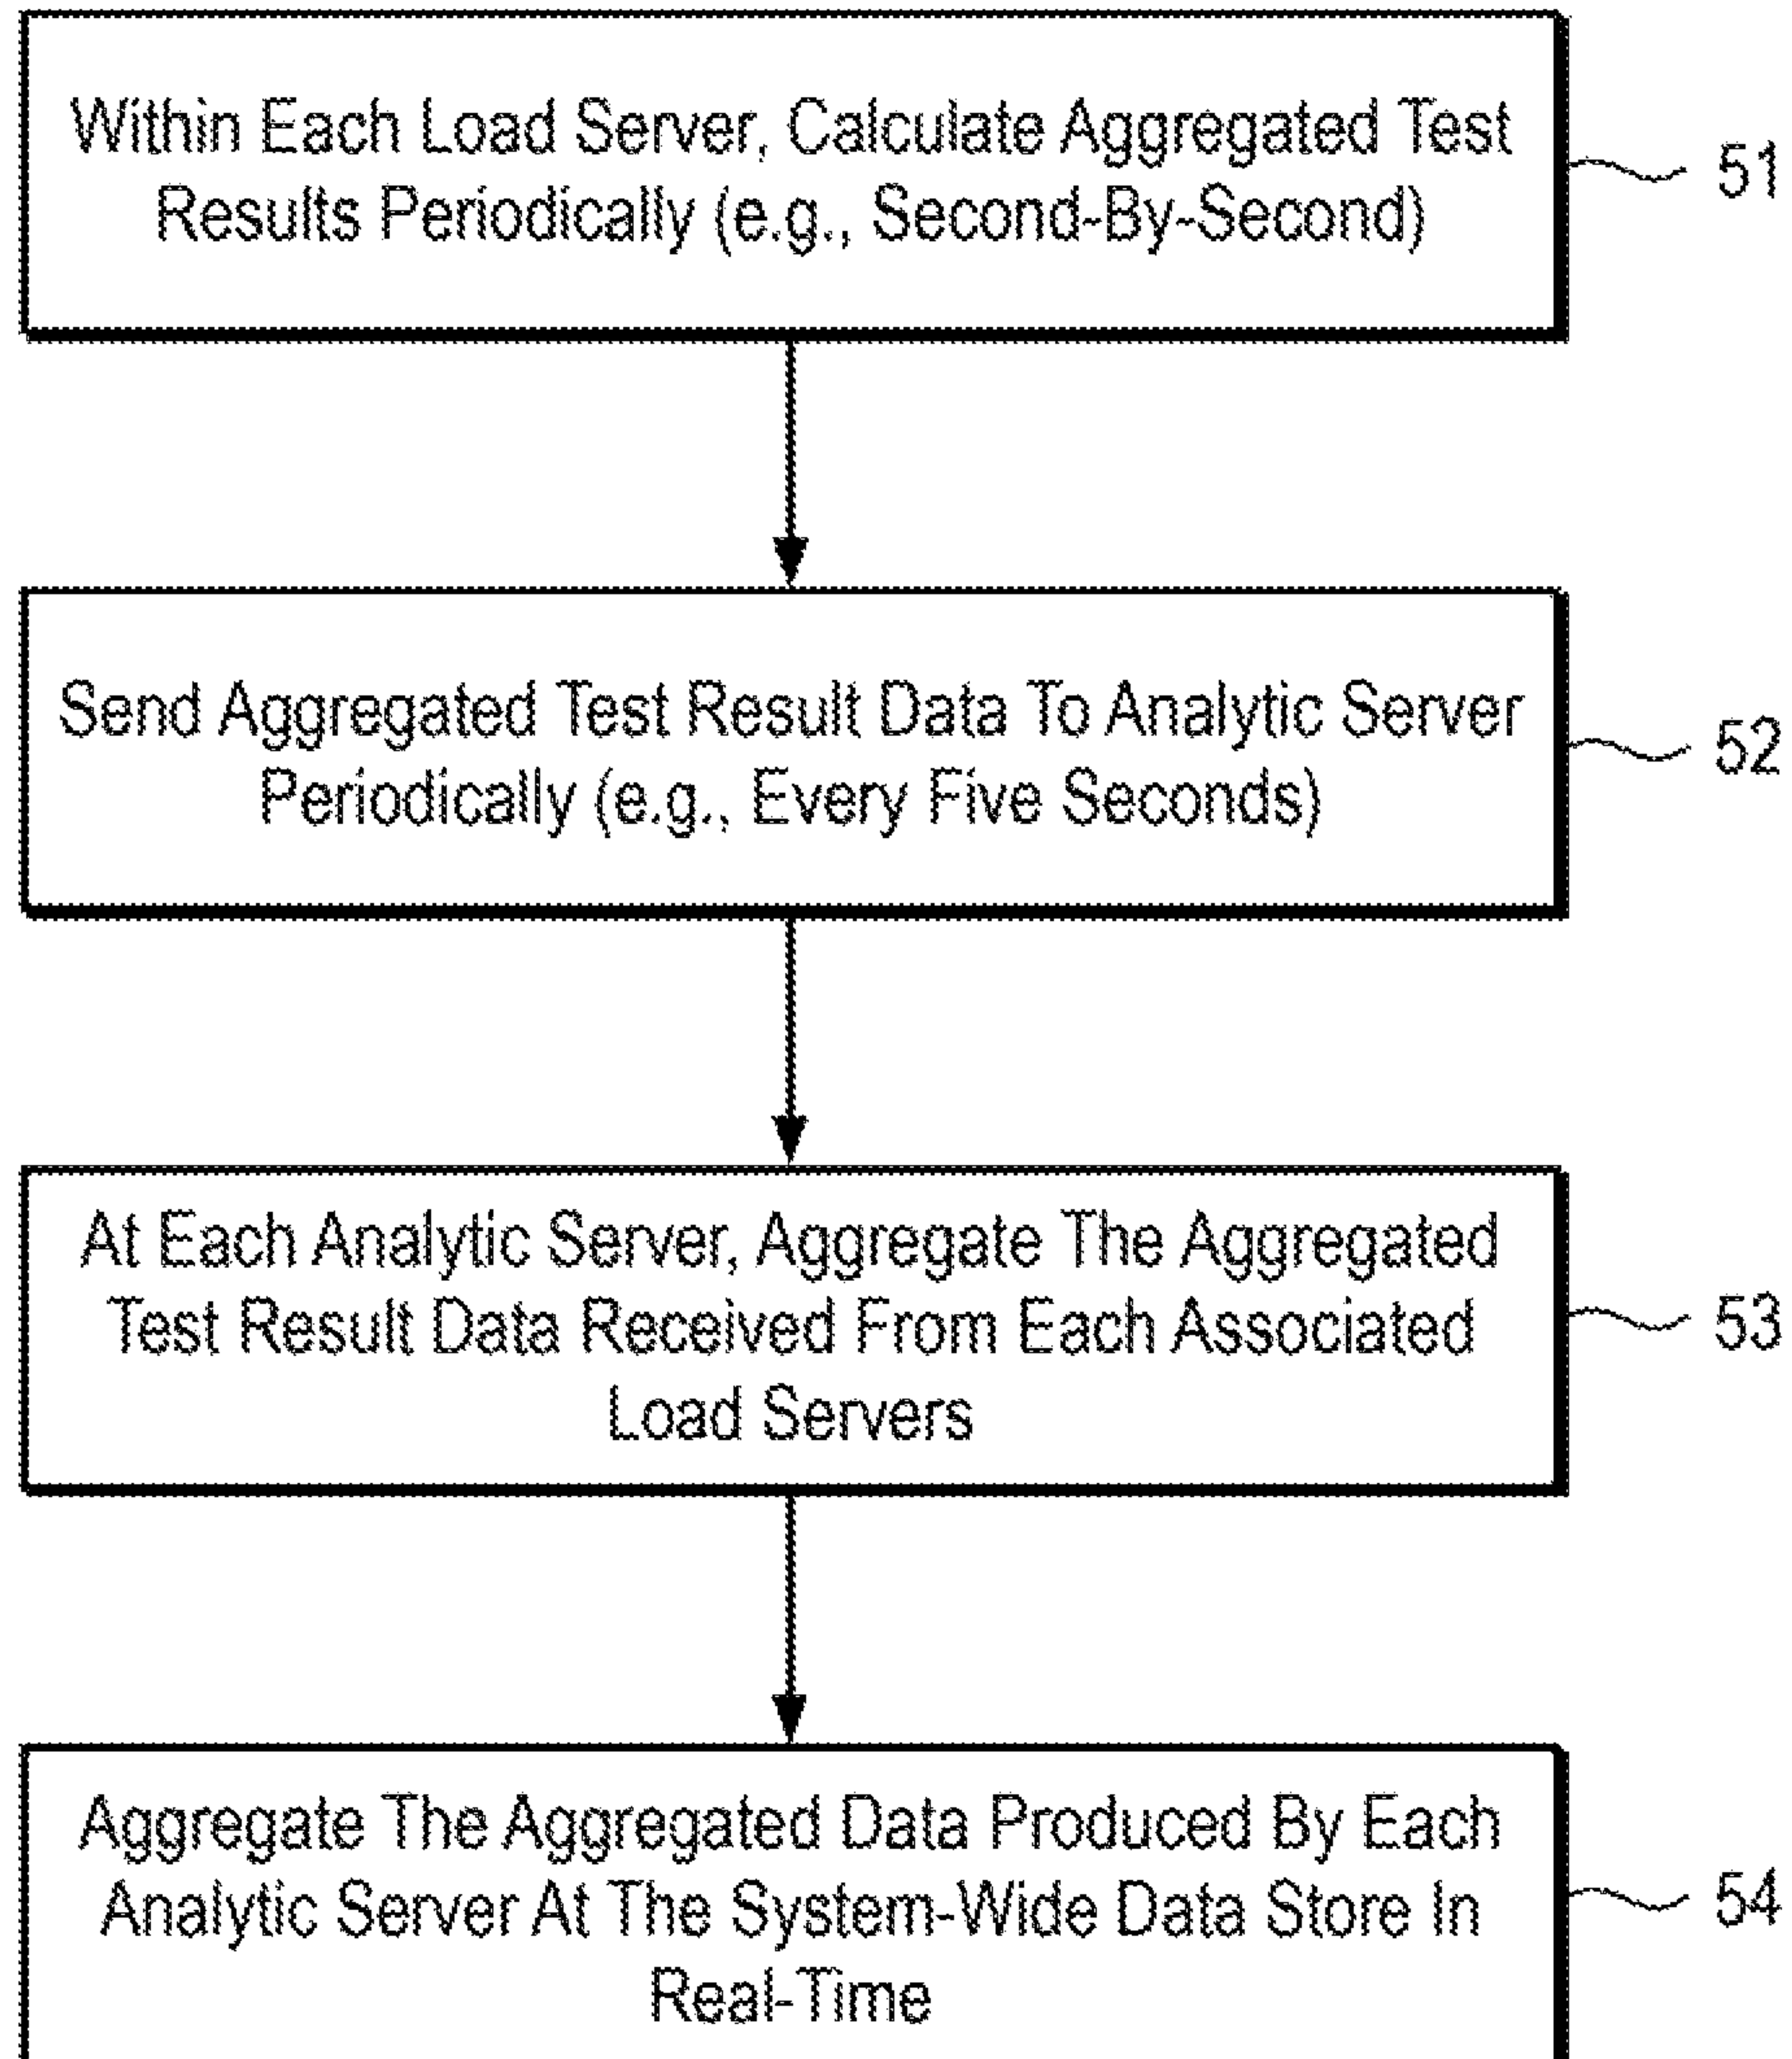 Within Each Load Server, Calculate Aggregated Test
Results Periodically (e.g., Second-By-Second)
51
Send Aggregated Test Result Data To Analytic Server
Periodically (e.g., Every Five Seconds)
52
At Each Analytic Server, Aggregate The Aggregated
Test Result Data Received From Each Associated
Load Servers
53
Aggregate The Aggregated Data Produced By Each
Analytic Server At The System-Wide Data Store In
Real-Time
54